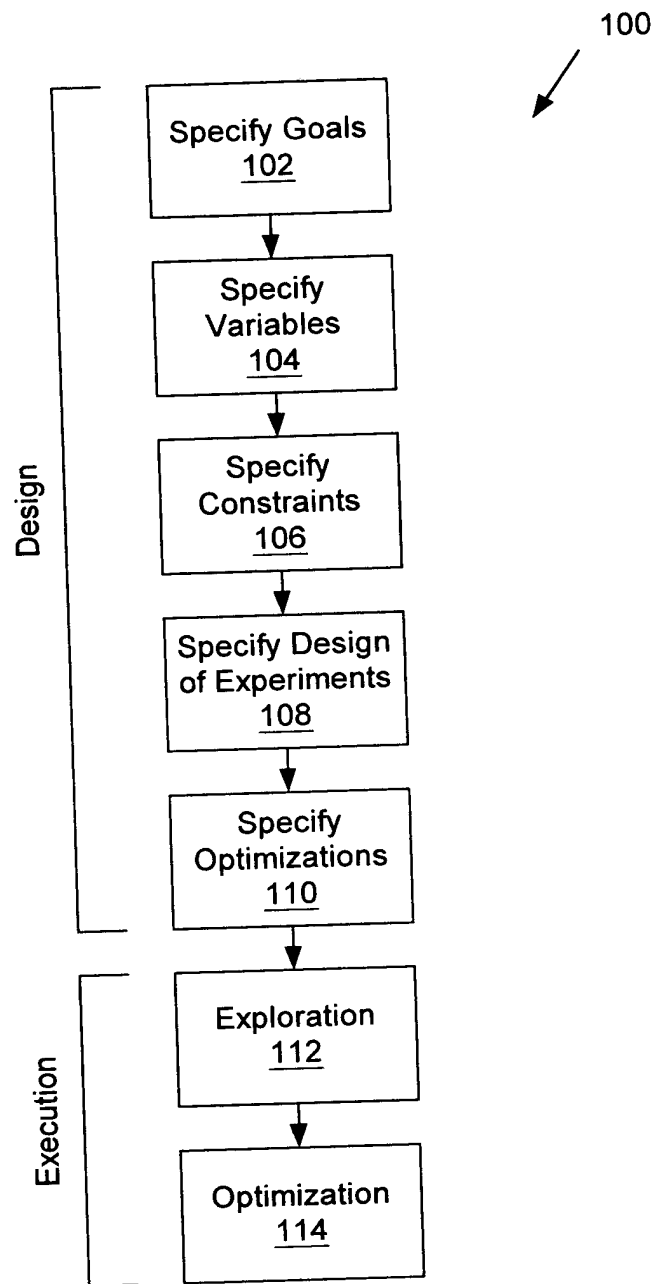 100
Design
Specify Goals
102
Specify
Variables
104
Specify
Constraints
106
Specify Design
of Experiments
108
Specify
Optimizations
110
Execution
Exploration
112
Optimization
114